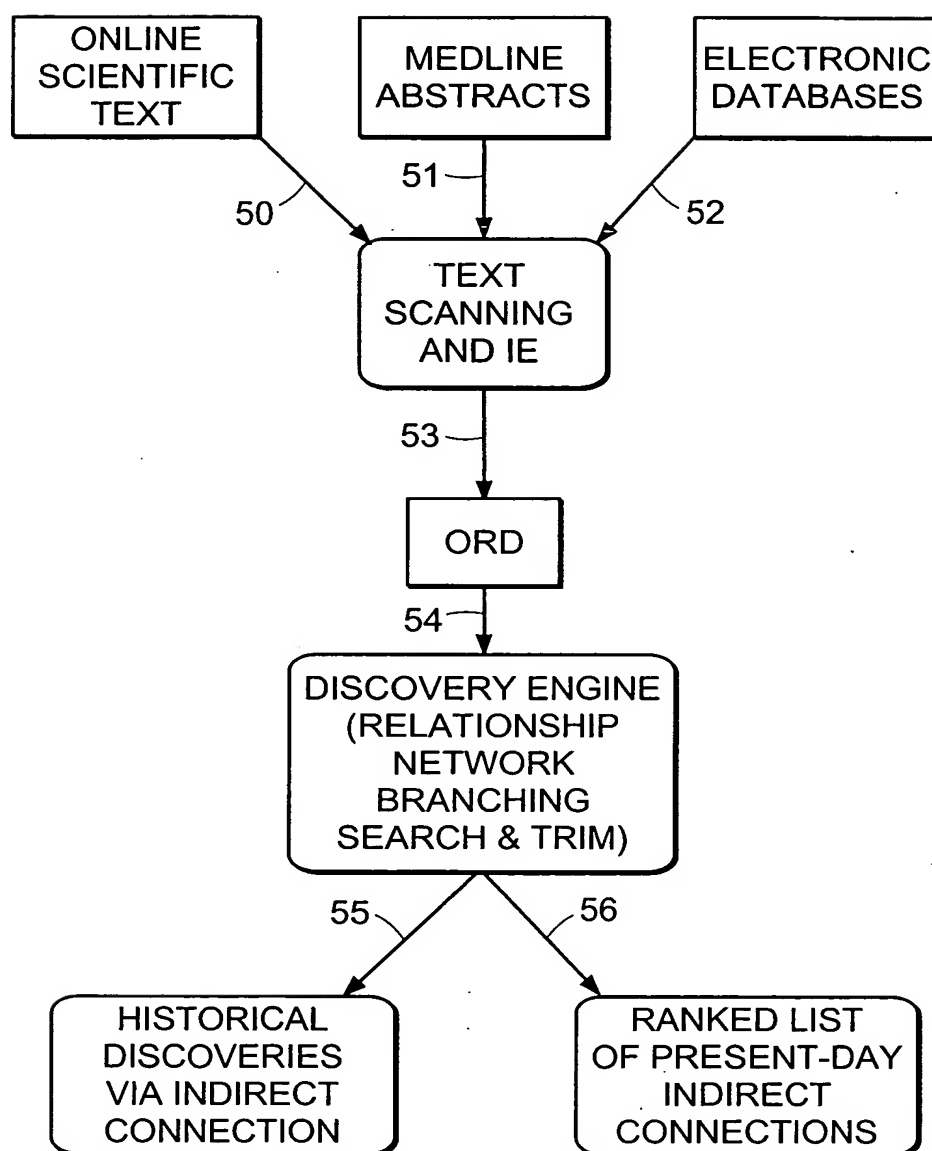 ONLINE
SCIENTIFIC
TEXT
MEDLINE
ABSTRACTS
ELECTRONIC
DATABASES
50
51
52
TEXT
SCANNING
AND IE
53
ORD
54
DISCOVERY ENGINE
(RELATIONSHIP
NETWORK
BRANCHING
SEARCH & TRIM)
55
56
HISTORICAL
DISCOVERIES
VIA INDIRECT
CONNECTION
RANKED LIST
OF PRESENT-DAY
INDIRECT
CONNECTIONS